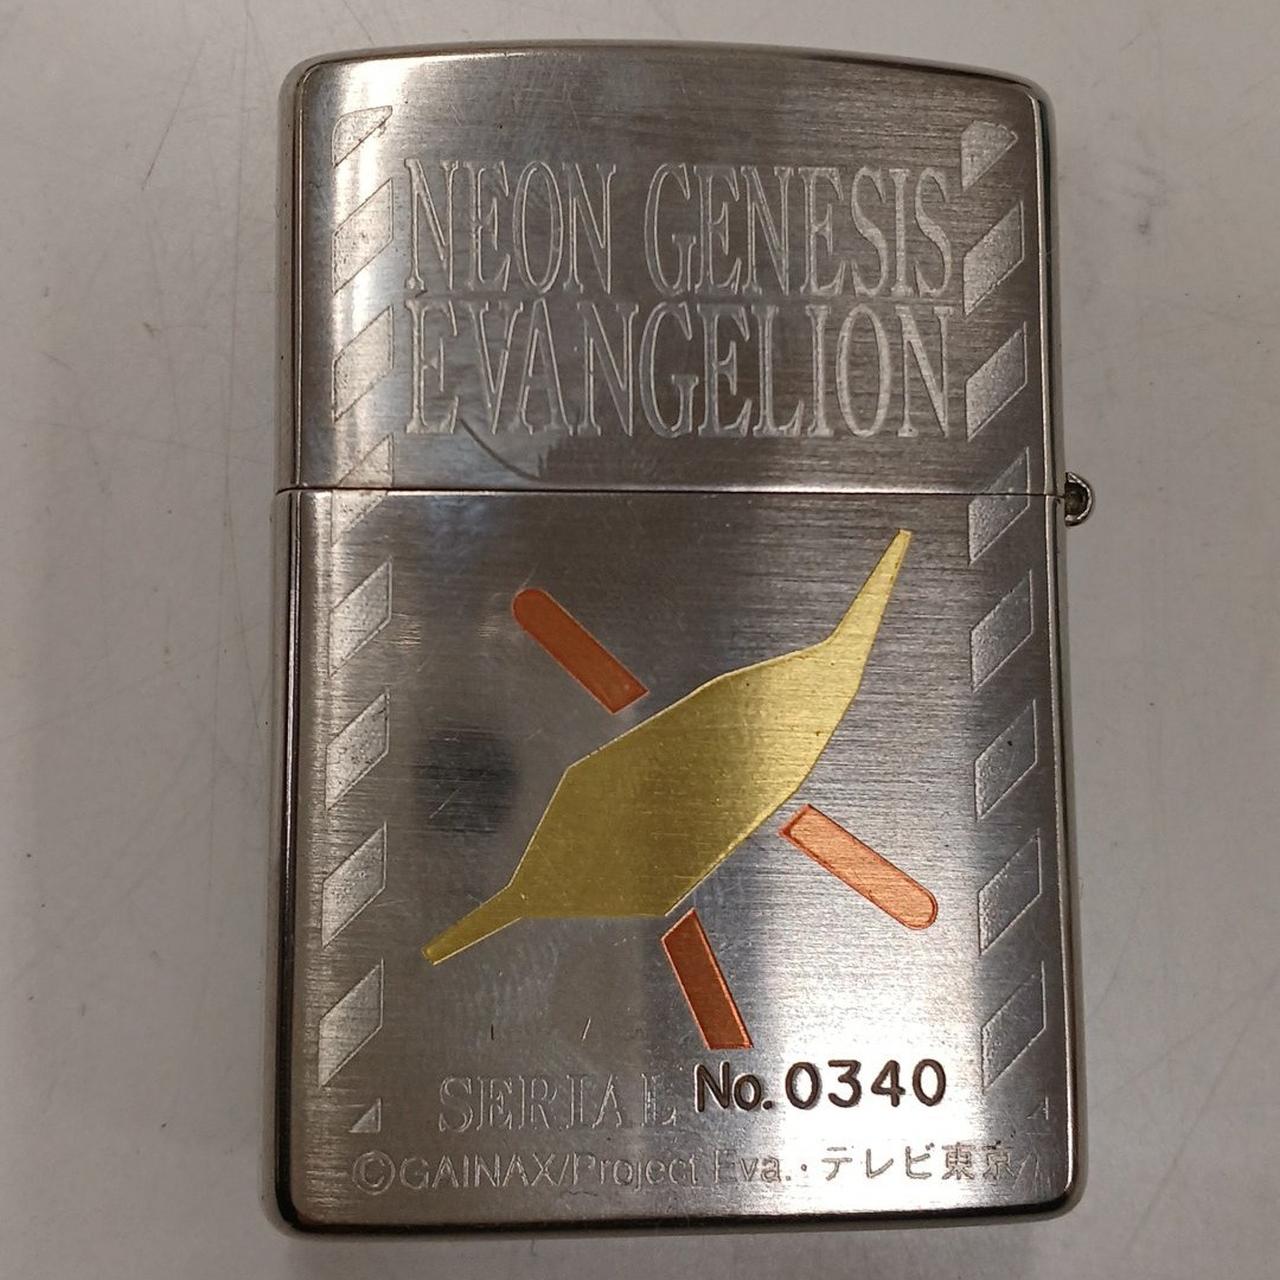 NEON GENESIS
EVANGELION
SERIAL No. 0340
©GAINAX/Project Eva.・テレビ東京